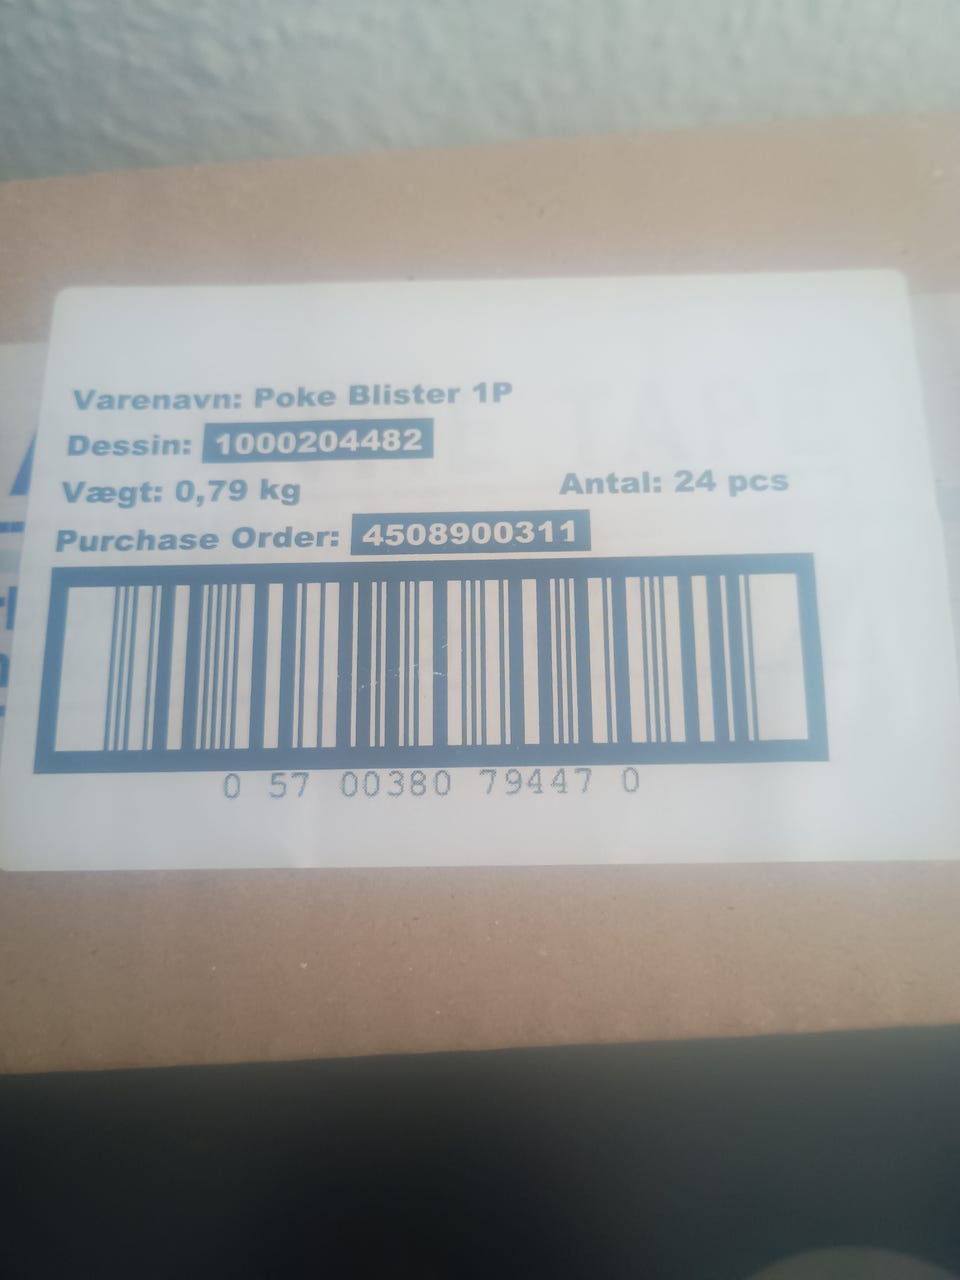 Varenavn: Poke Blister 1P
Dessin: 1000204482
Vægt: 0,79 kg
Antal: 24 pcs
Purchase Order: 4508900311
0 57 00380 79447 0